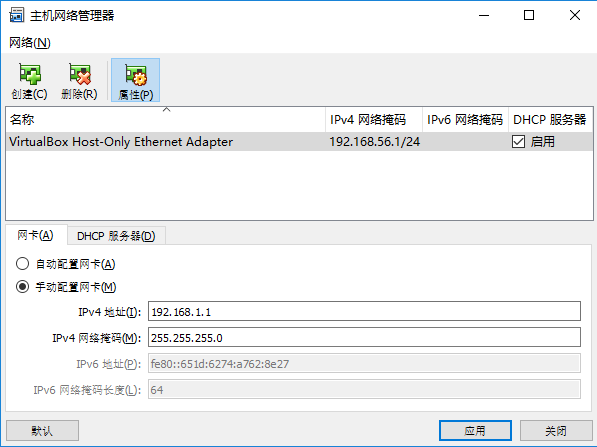 主机网络管理器
网络(N)
创建(C) 删除(R) 属性(P)
名称 IPv4 网络掩码 IPv6 网络掩码 DHCP 服务器
VirtualBox Host-Only Ethernet Adapter 192.168.56.1/24 启用
网卡(A) DHCP 服务器(D)
自动配置网卡(A)
手动配置网卡(M)
IPv4 地址(I): 192.168.1.1
IPv4 网络掩码(M): 255.255.255.0
IPv6 地址(P): fe80::651d:6274:a762:8e27
IPv6 网络掩码长度(L): 64
默认 应用 关闭